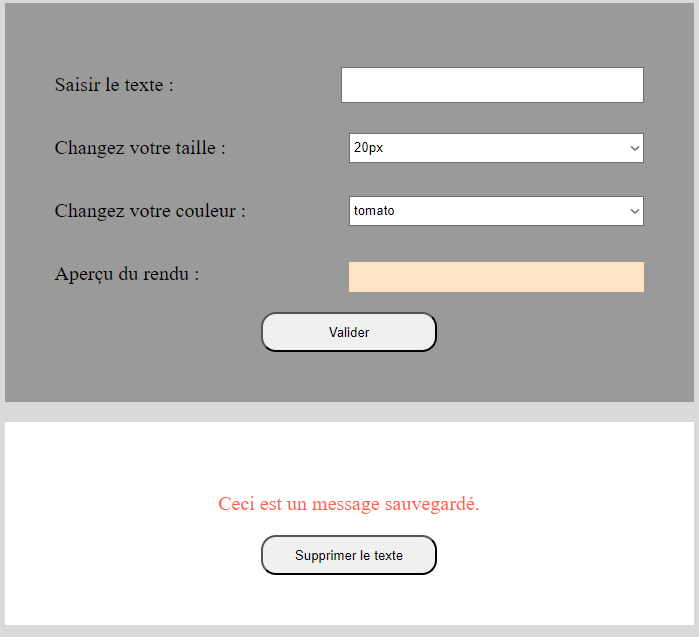 Saisir le texte :
Changez votre taille :
20px
Changez votre couleur :
tomato
Aperçu du rendu :
Valider
Ceci est un message sauvegardé.
Supprimer le texte